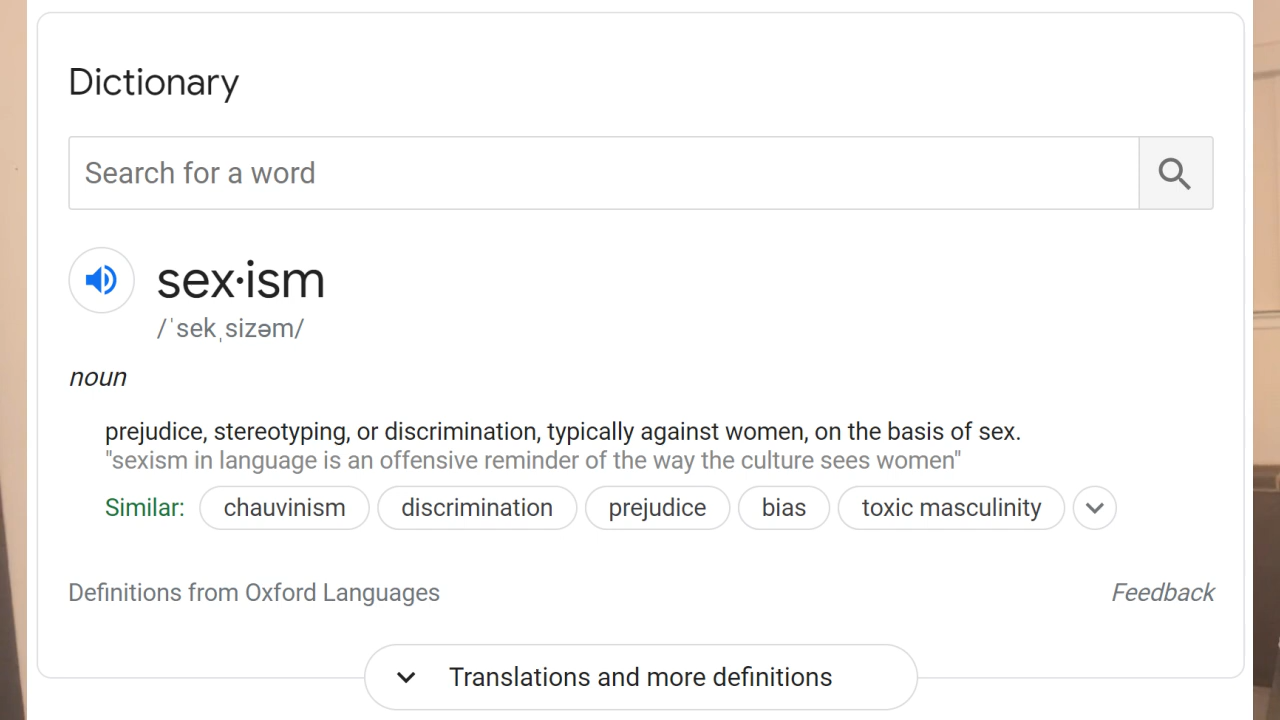 Dictionary
Search for a word
sex·ism
/ˈsekˌsizəm/
noun
prejudice, stereotyping, or discrimination, typically against women, on the basis of sex.
"sexism in language is an offensive reminder of the way the culture sees women"
Similar: chauvinism discrimination prejudice bias toxic masculinity
Definitions from Oxford Languages Feedback
Translations and more definitions